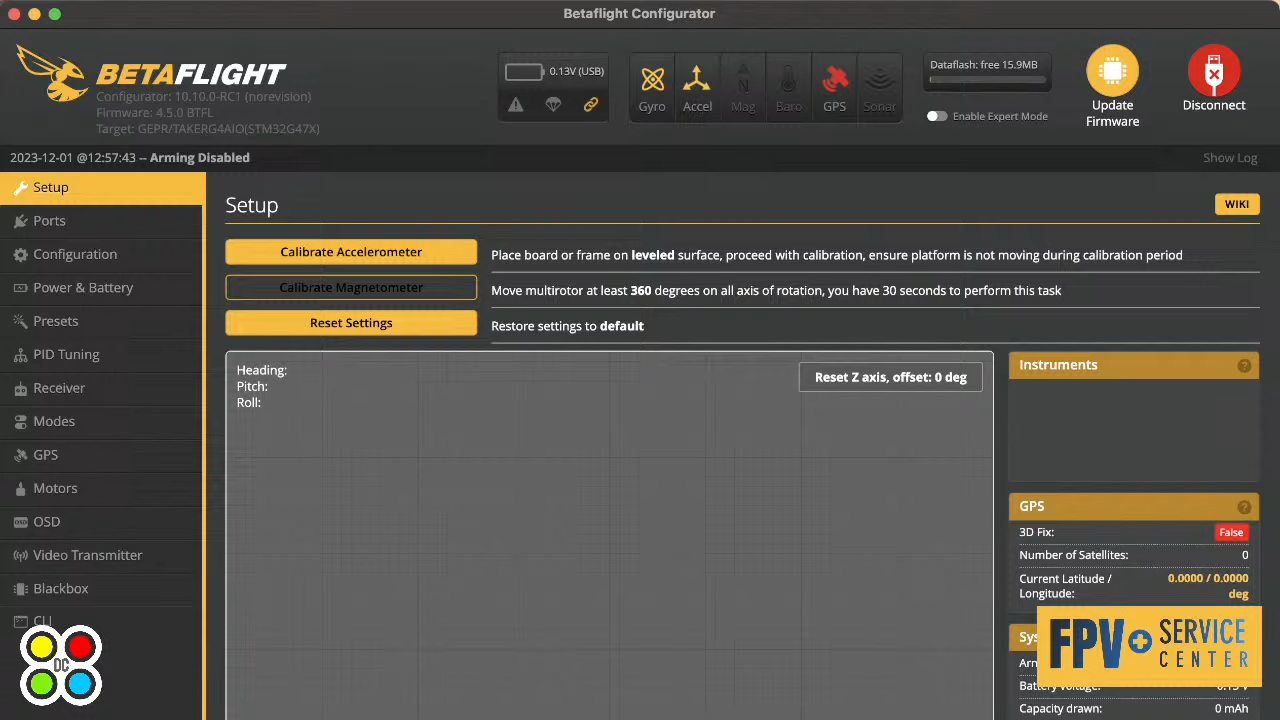 Betaflight Configurator
BETAFLIGHT
Configurator: 10.10.0-RC1 (norevision)
Firmware: 4.5.0 BTFL
Target: GEPR/TAKERG4AIO(STM32G47X)
0.13V (USB)
Gyro
Accel
Mag
Baro
GPS
Sonar
Dataflash: free 15.9MB
Enable Expert Mode
Update
Firmware
Disconnect
2023-12-01 @12:57:43 -- Arming Disabled
Show Log
Setup
Ports
Configuration
Power & Battery
Presets
PID Tuning
Receiver
Modes
GPS
Motors
OSD
Video Transmitter
Blackbox
CLI
DC
Setup
WIKI
Calibrate Accelerometer
Place board or frame on leveled surface, proceed with calibration, ensure platform is not moving during calibration period
Calibrate Magnetometer
Move multirotor at least 360 degrees on all axis of rotation, you have 30 seconds to perform this task
Reset Settings
Restore settings to default
Heading:
Pitch:
Roll:
Reset Z axis, offset: 0 deg
Instruments
GPS
3D Fix: False
Number of Satellites: 0
Current Latitude / 0.0000 / 0.0000
Longitude: deg
FPV+ SERVICE
CENTER
Battery voltage:
Capacity drawn: 0 mAh